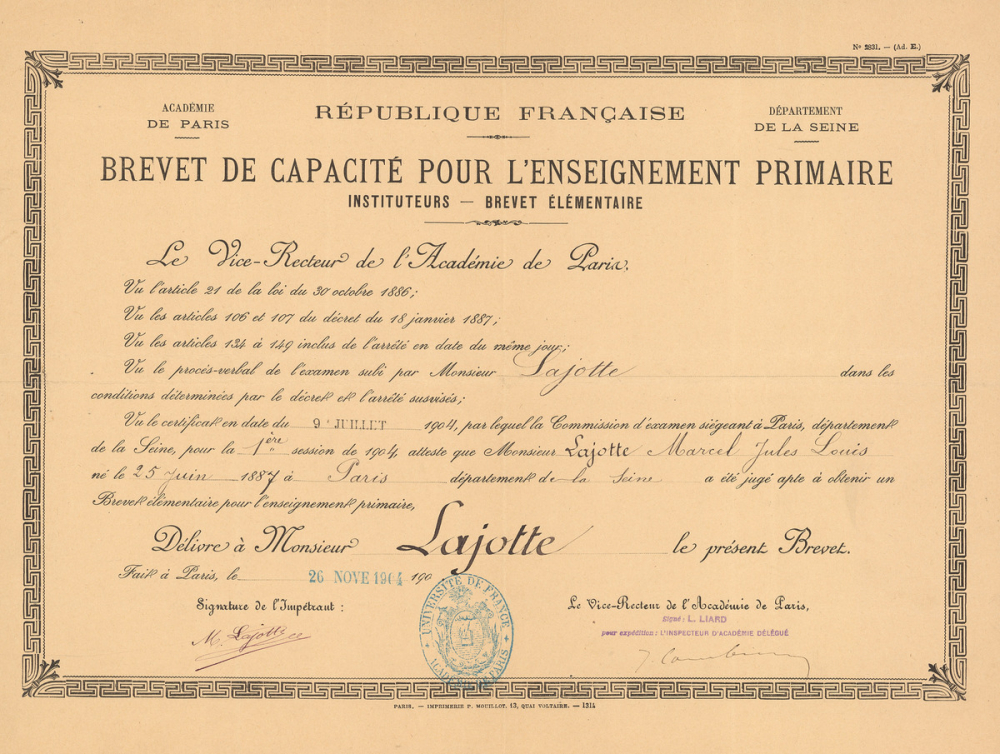 Nº 2831. — (Ad. E.)
ACADÉMIE
DE PARIS
RÉPUBLIQUE FRANÇAISE
DÉPARTEMENT
DE LA SEINE
BREVET DE CAPACITÉ POUR L'ENSEIGNEMENT PRIMAIRE
INSTITUTEURS — BREVET ÉLÉMENTAIRE
Le Vice-Recteur de l'Académie de Paris.
Vu l'article 21 de la loi du 30 octobre 1886;
Vu les articles 106 et 107 du décret du 18 janvier 1887;
Vu les articles 134 à 149 inclus de l'arrêté en date du même jour;
Vu le procès-verbal de l'examen subi par Monsieur Lajotte dans les
conditions déterminées par le décret et l'arrêté susvisés;
Vu le certificat en date du 9 JUILLET 1904, par lequel la Commission d'examen siégeant à Paris, département
de la Seine, pour la 1ère session de 1904, atteste que Monsieur Lajotte Marcel Jules Louis
né le 25 juin 1887 à Paris département de la Seine a été jugé apte à obtenir un
Brevet élémentaire pour l'enseignement primaire,
Délivre à Monsieur Lajotte le présent Brevet.
Fait à Paris, le 26 NOVE 1904 190
Signature de l'Impétrant :
M. Lajotte
UNIVERSITÉ DE FRANCE
ACADÉMIE DE PARIS
Le Vice-Recteur de l'Académie de Paris,
Signé : L. LIARD
pour expédition : L'INSPECTEUR D'ACADÉMIE DÉLÉGUÉ
PARIS. — IMPRIMERIE P. MOUILLOT, 13, QUAI VOLTAIRE. — 1314